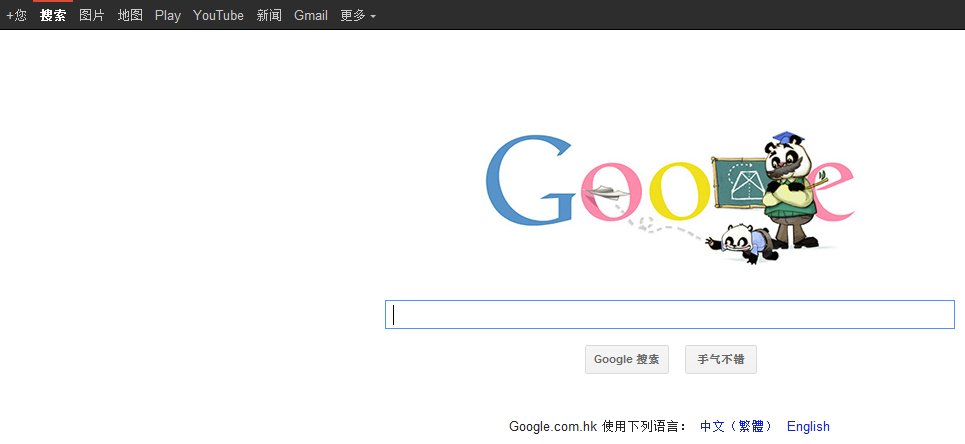 +您 搜索 图片 地图 Play YouTube 新闻 Gmail 更多
Google
Google 搜索 手气不错
Google.com.hk 使用下列语言： 中文（繁體） English